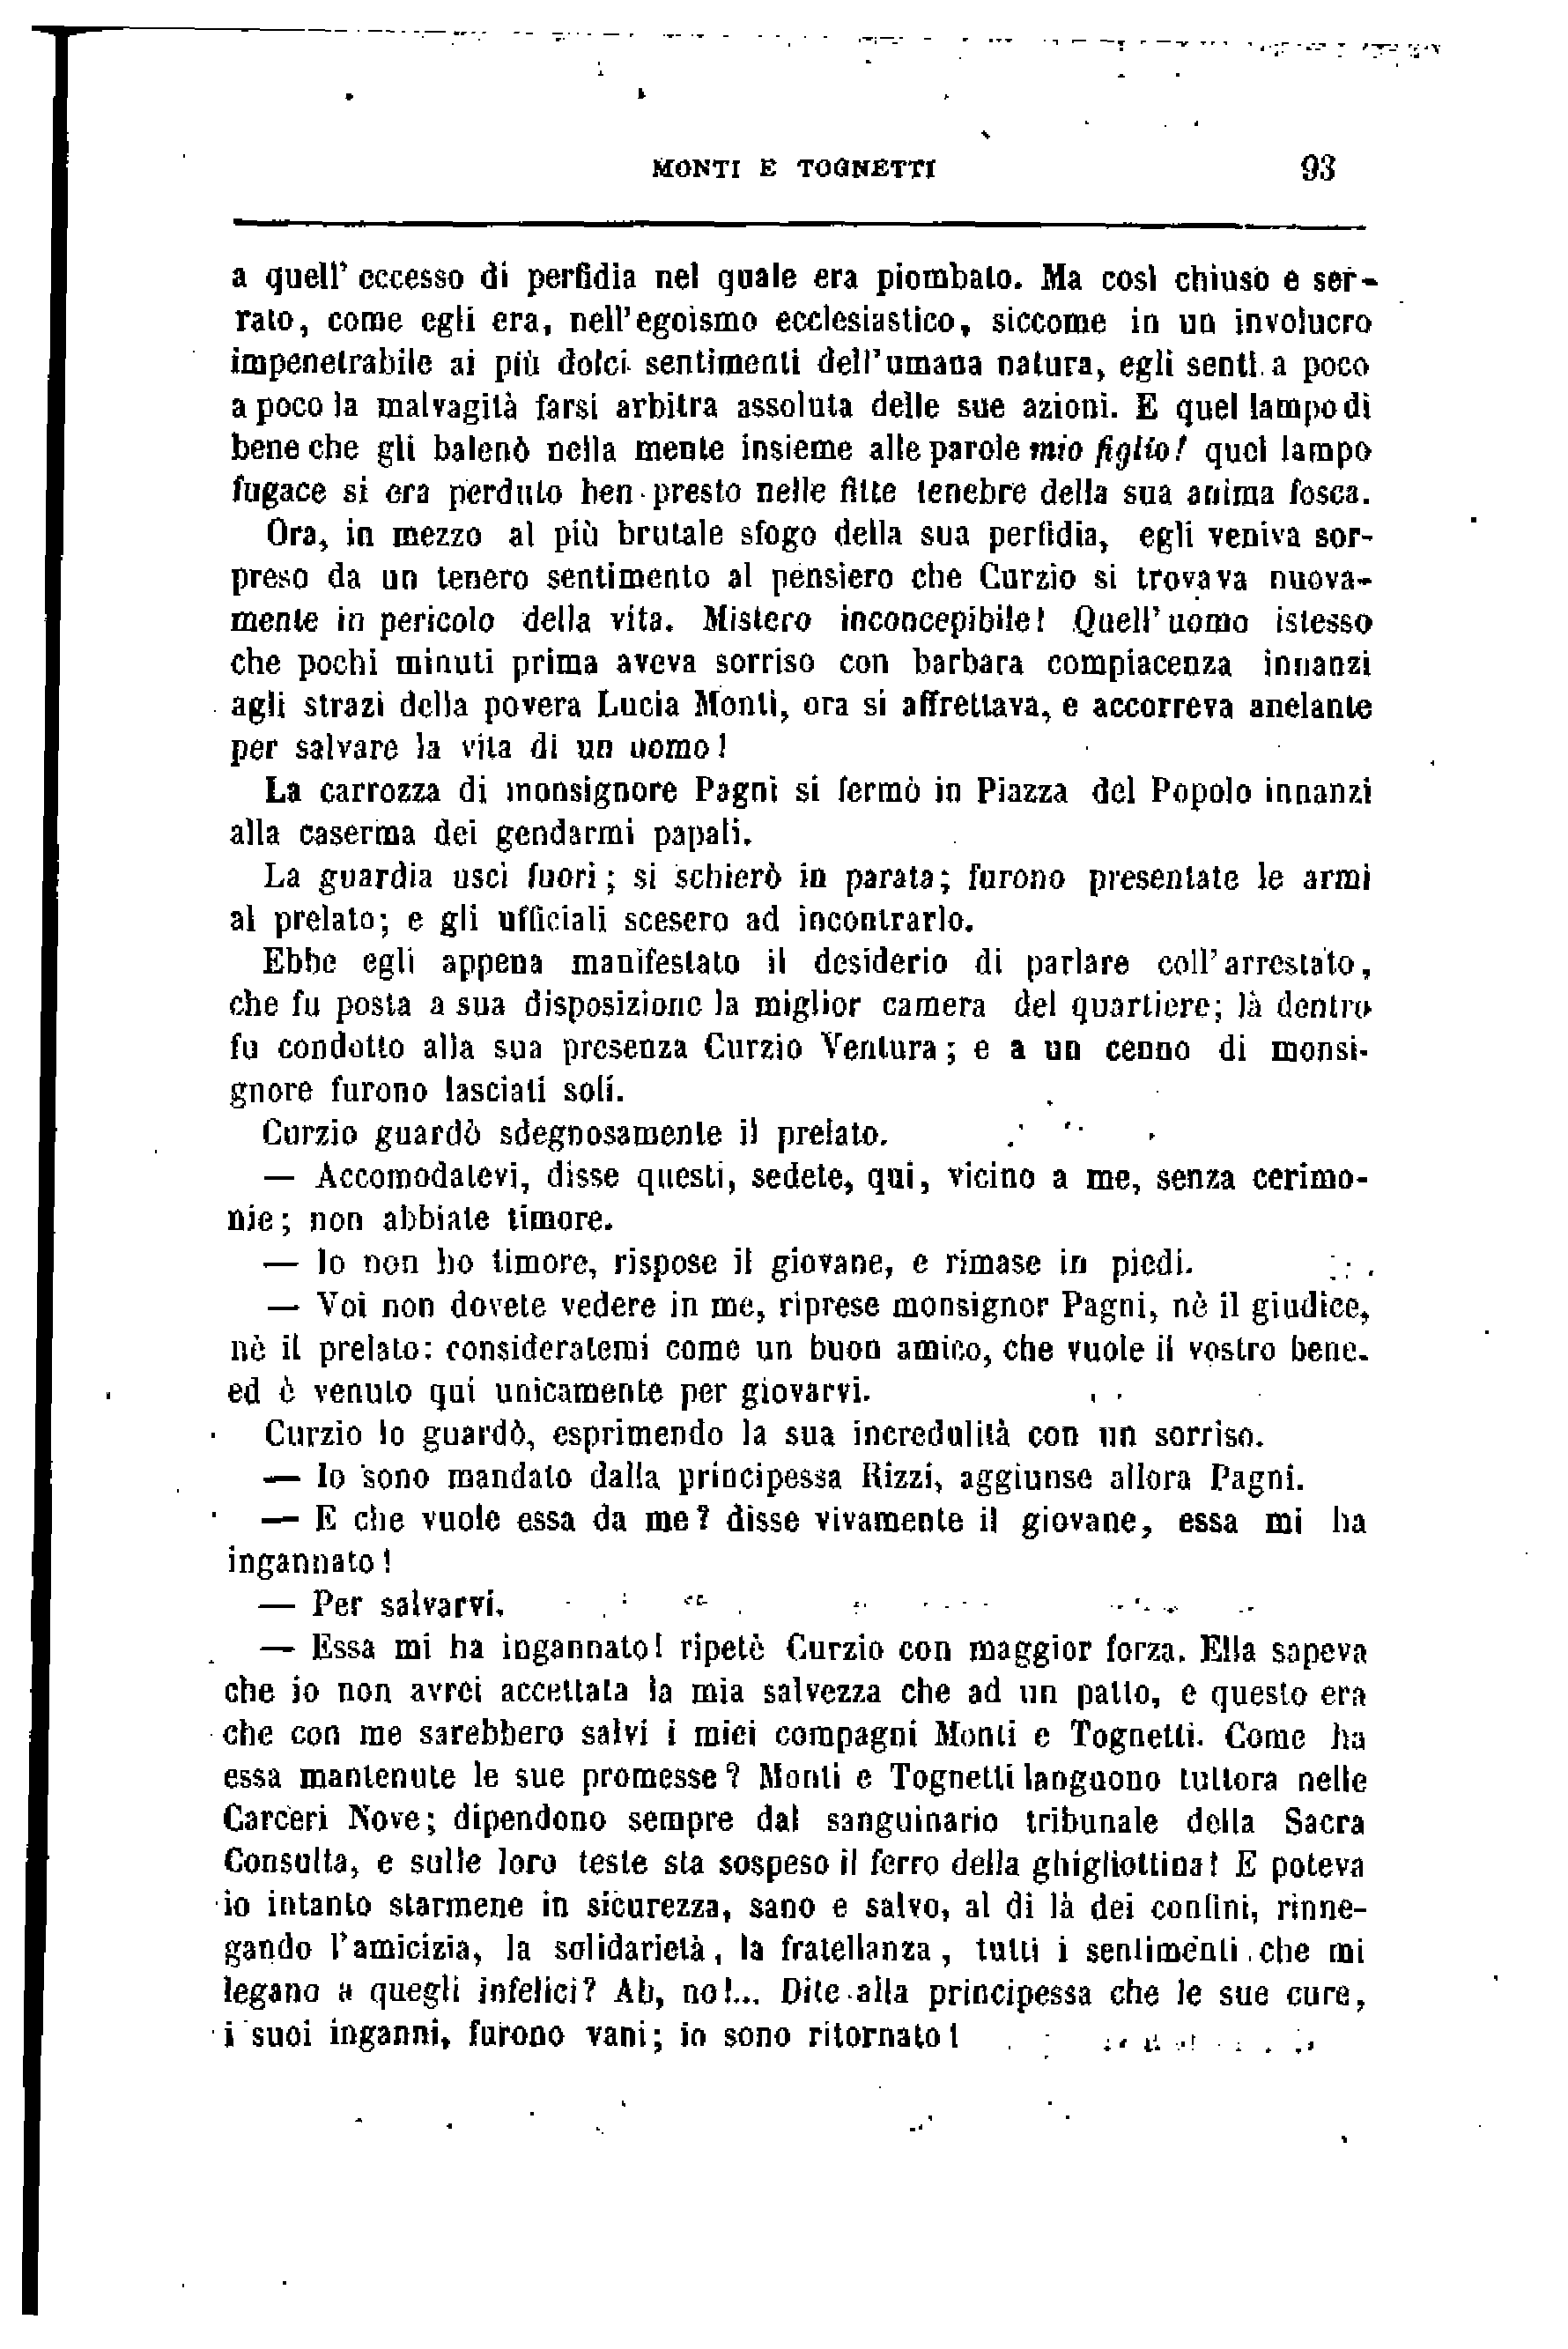 MONTI E TOGNETTI 93
a quell' eccesso di perfidia nel quale era piombato. Ma così chiuso e ser-
rato, come egli era, nell'egoismo ecclesiastico, siccome in un involucro
impenetrabile ai più dolci sentimenti dell'umana natura, egli sentì a poco
a poco la malvagità farsi arbitra assoluta delle sue azioni. E quel lampo di
bene che gli balenò nella mente insieme alle parole mio figlio! quel lampo
fugace si era perduto ben presto nelle fitte tenebre della sua anima fosca.
Ora, in mezzo al più brutale sfogo della sua perfidia, egli veniva sor-
preso da un tenero sentimento al pensiero che Curzio si trovava nuova-
mente in pericolo della vita. Mistero inconcepibile! Quell'uomo istesso
che pochi minuti prima aveva sorriso con barbara compiacenza innanzi
agli strazi della povera Lucia Monti, ora si affrettava, e accorreva anelante
per salvare la vita di un uomo!
La carrozza di monsignore Pagni si fermò in Piazza del Popolo innanzi
alla caserma dei gendarmi papali.
La guardia uscì fuori; si schierò in parata; furono presentate le armi
al prelato; e gli ufficiali scesero ad incontrarlo.
Ebbe egli appena manifestato il desiderio di parlare coll'arrestato,
che fu posta a sua disposizione la miglior camera del quartiere; là dentro
fu condotto alla sua presenza Curzio Ventura; e a un cenno di monsi-
gnore furono lasciati soli.
Curzio guardò sdegnosamente il prelato.
— Accomodatevi, disse questi, sedete, qui, vicino a me, senza cerimo-
nie; non abbiate timore.
— Io non ho timore, rispose il giovane, e rimase in piedi.
— Voi non dovete vedere in me, riprese monsignor Pagni, nè il giudice,
nè il prelato: consideratemi come un buon amico, che vuole il vostro bene.
ed è venuto qui unicamente per giovarvi.
Curzio lo guardò, esprimendo la sua incredulità con un sorriso.
— Io sono mandato dalla principessa Rizzi, aggiunse allora Pagni.
— E che vuole essa da me? disse vivamente il giovane, essa mi ha
ingannato!
— Per salvarvi.
— Essa mi ha ingannato! ripetè Curzio con maggior forza. Ella sapeva
che io non avrei accettata la mia salvezza che ad un patto, e questo era
che con me sarebbero salvi i miei compagni Monti e Tognetti. Come ha
essa mantenute le sue promesse? Monti e Tognetti languono tuttora nelle
Carceri Nove; dipendono sempre dal sanguinario tribunale della Sacra
Consulta, e sulle loro teste sta sospeso il ferro della ghigliottina! E poteva
io intanto starmene in sicurezza, sano e salvo, al di là dei confini, rinne-
gando l'amicizia, la solidarietà, la fratellanza, tutti i sentimenti che mi
legano a quegli infelici? Ah, no!... Dite alla principessa che le sue cure,
i suoi inganni, furono vani; io sono ritornato!